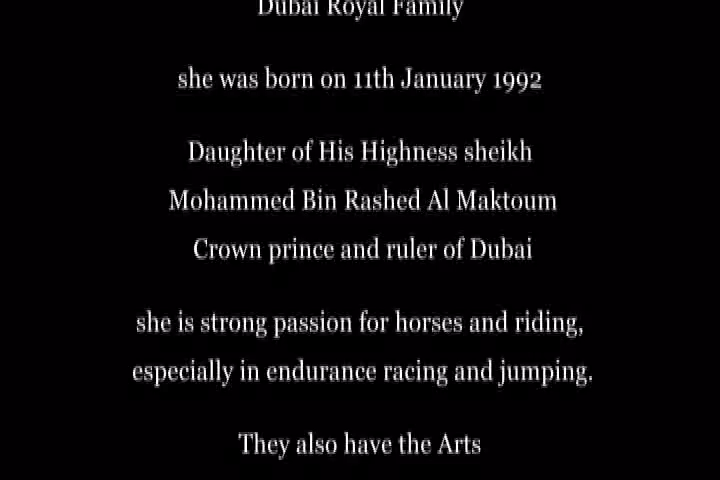 Dubai Royal Family
she was born on 11th January 1992
Daughter of His Highness sheikh
Mohammed Bin Rashed Al Maktoum
Crown prince and ruler of Dubai
she is strong passion for horses and riding,
especially in endurance racing and jumping.
They also have the Arts